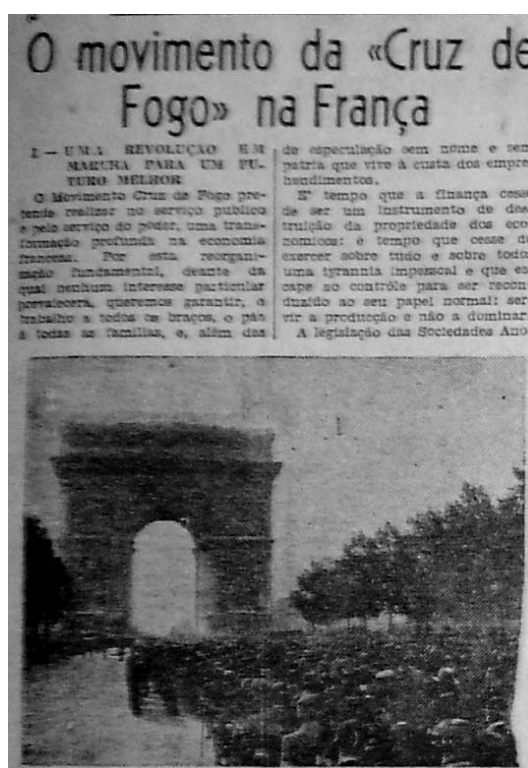 O movimento da «Cruz de
Fogo» na França
I — UMA REVOLUÇÃO EM
MARCHA PARA UM FU-
TURO MELHOR
O Movimento Cruz de Fogo pre-
tende realizar no serviço publico
e pelo serviço do poder, uma trans-
formação profunda na economia
francesa. Por esta reorgani-
sação fundamental, deante da
qual nenhum interesse particular
prevalecerá, queremos garantir, o
trabalho a todos os braços, o pão
á todas as familias, e, além das
de especulação sem nome e sem
patria que vive á custa dos empre
hendimentos.
E' tempo que a finança cesse
de ser um instrumento de des
truição da propriedade dos eco
nomicos: é tempo que cesse d
exercer sobre tudo e sobre todo
uma tyrannia impessoal e que es
cape ao contrôle para ser recon
duzido ao seu papel normal: ser
vir a producção e não a dominar
A legislação das Sociedades Ano